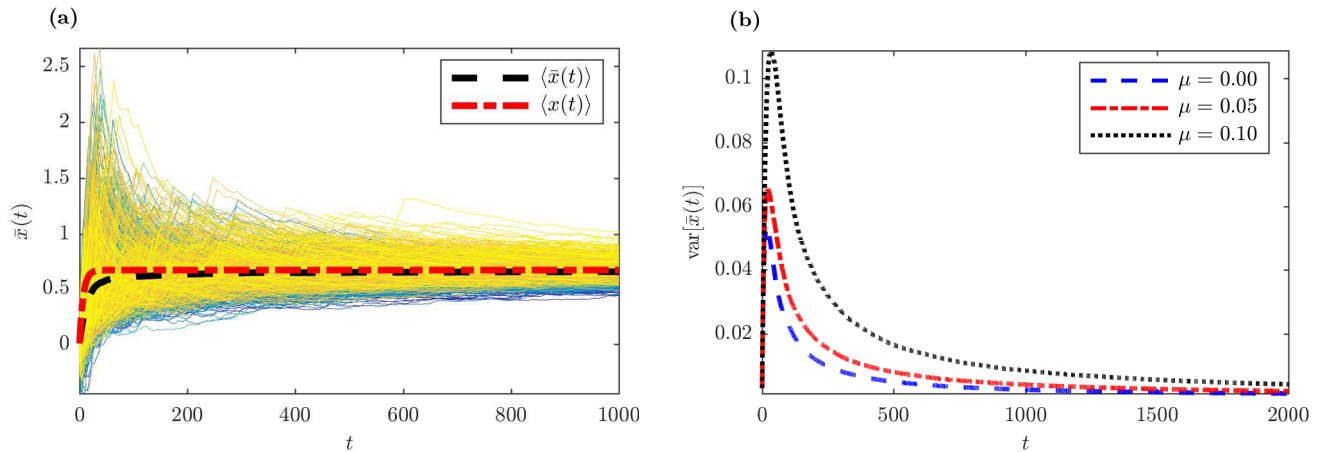 (a)
x̄(t)
2.5
2
1.5
1
0.5
0
0 200 400 600 800 1000
t
⟨x̄(t)⟩
⟨x(t)⟩
(b)
var[x̄(t)]
0.1
0.08
0.06
0.04
0.02
0 500 1000 1500 2000
t
μ = 0.00
μ = 0.05
μ = 0.10